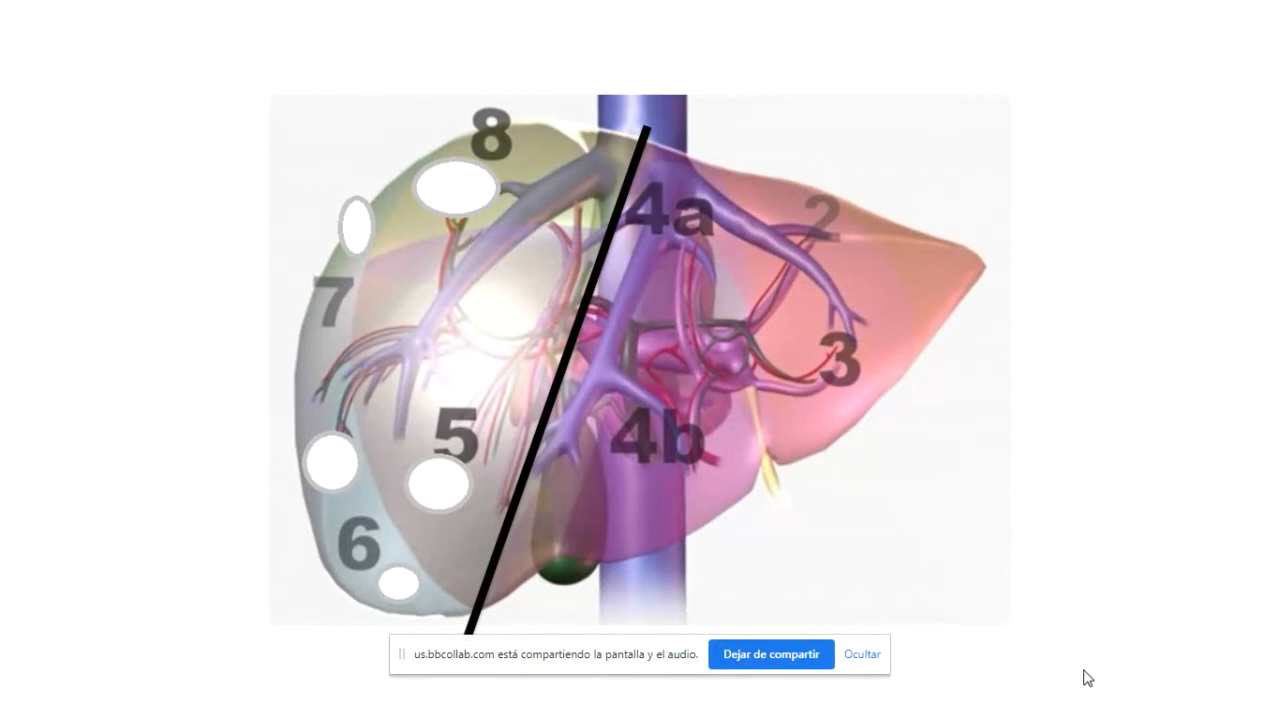 8
4a
2
7
3
5
4b
6
us.bbcollab.com está compartiendo la pantalla y el audio.
Dejar de compartir
Ocultar